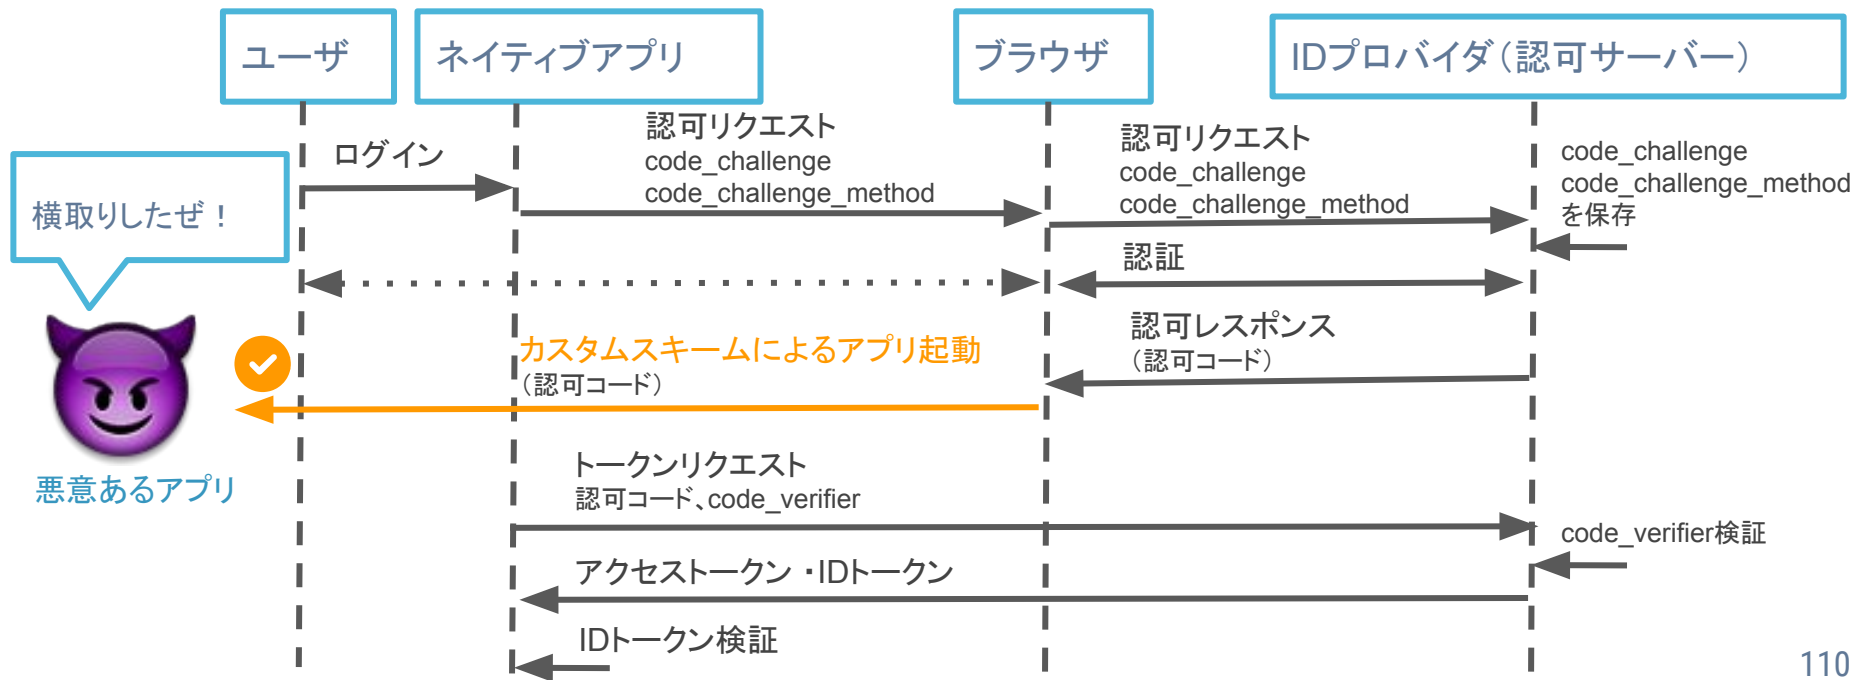 ユーザ
ネイティブアプリ
ブラウザ
IDプロバイダ(認可サーバー)
ログイン
認可リクエスト
code_challenge
code_challenge_method
認可リクエスト
code_challenge
code_challenge_method
code_challenge
code_challenge_method
を保存
横取りしたぜ!
認証
認可レスポンス
(認可コード)
カスタムスキームによるアプリ起動
(認可コード)
悪意あるアプリ
トークンリクエスト
認可コード、code_verifier
code_verifier検証
アクセストークン・IDトークン
IDトークン検証
110